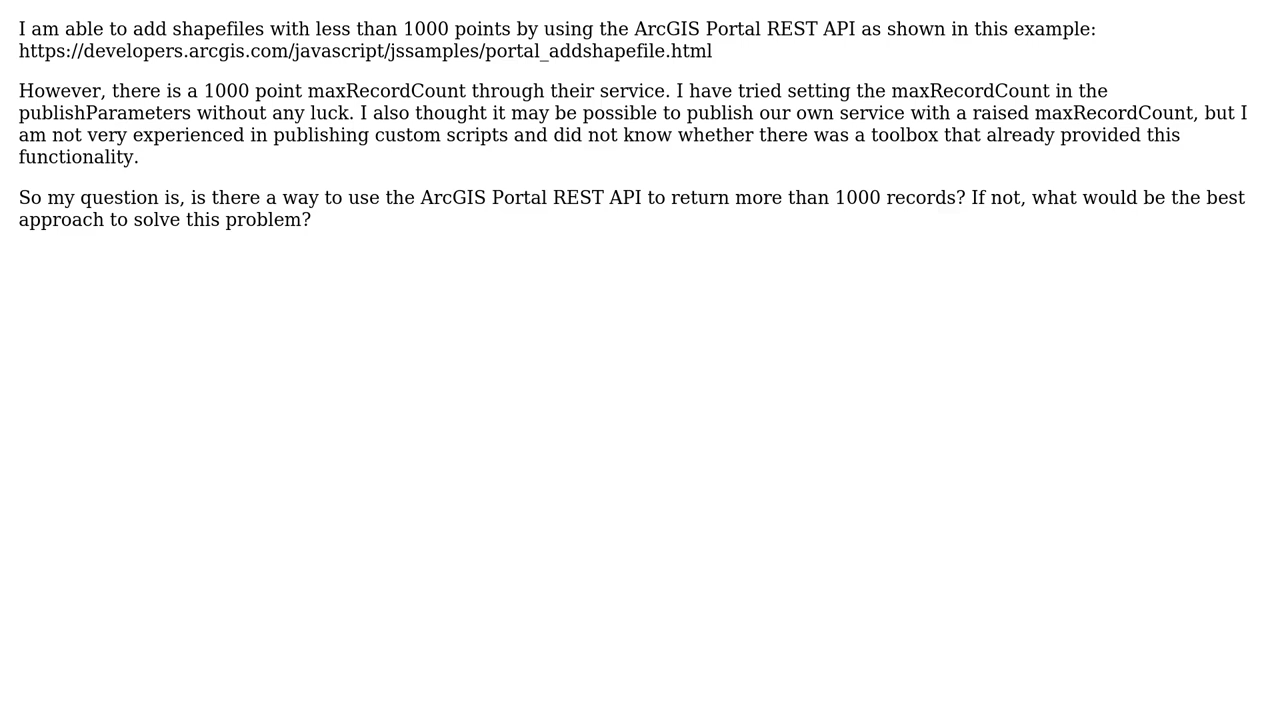 I am able to add shapefiles with less than 1000 points by using the ArcGIS Portal REST API as shown in this example:
https://developers.arcgis.com/javascript/jssamples/portal_addshapefile.html
However, there is a 1000 point maxRecordCount through their service. I have tried setting the maxRecordCount in the
publishParameters without any luck. I also thought it may be possible to publish our own service with a raised maxRecordCount, but I
am not very experienced in publishing custom scripts and did not know whether there was a toolbox that already provided this
functionality.
So my question is, is there a way to use the ArcGIS Portal REST API to return more than 1000 records? If not, what would be the best
approach to solve this problem?